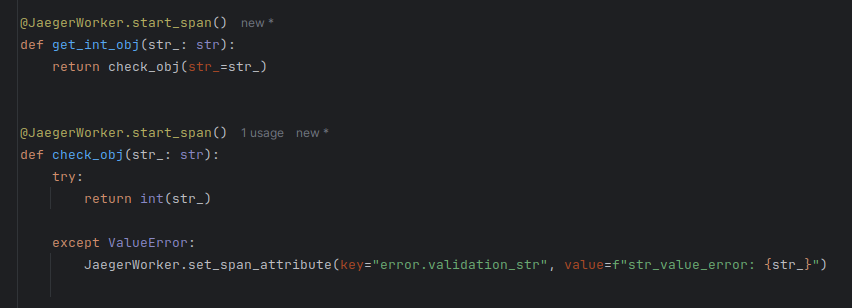 @JaegerWorker.start_span() new *
def get_int_obj(str_: str):
return check_obj(str_=str_)
@JaegerWorker.start_span() 1 usage new *
def check_obj(str_: str):
try:
return int(str_)
except ValueError:
JaegerWorker.set_span_attribute(key="error.validation_str", value=f"str_value_error: {str_}")